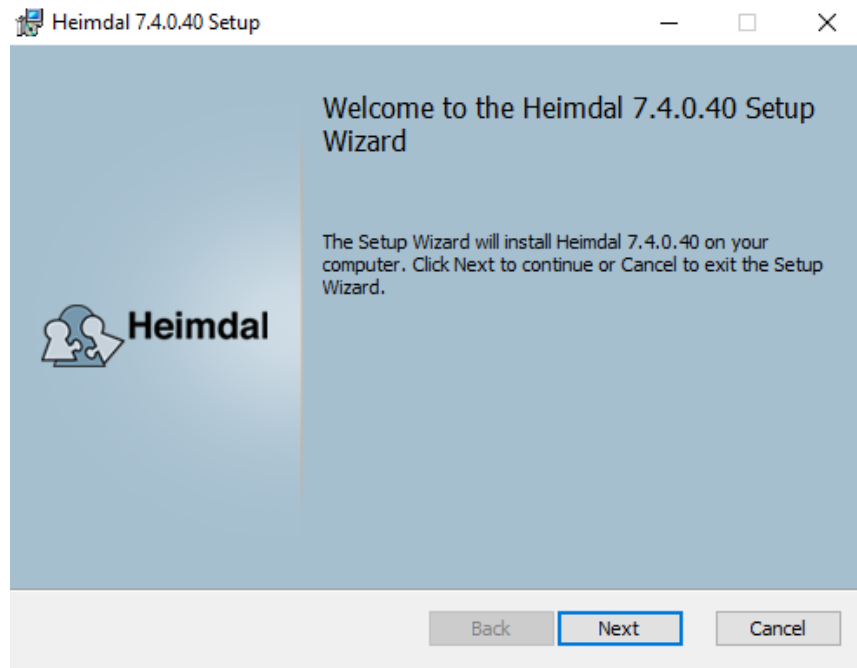 Heimdal 7.4.0.40 Setup
Welcome to the Heimdal 7.4.0.40 Setup
Wizard
The Setup Wizard will install Heimdal 7.4.0.40 on your
computer. Click Next to continue or Cancel to exit the Setup
Wizard.
Heimdal
Back Next Cancel